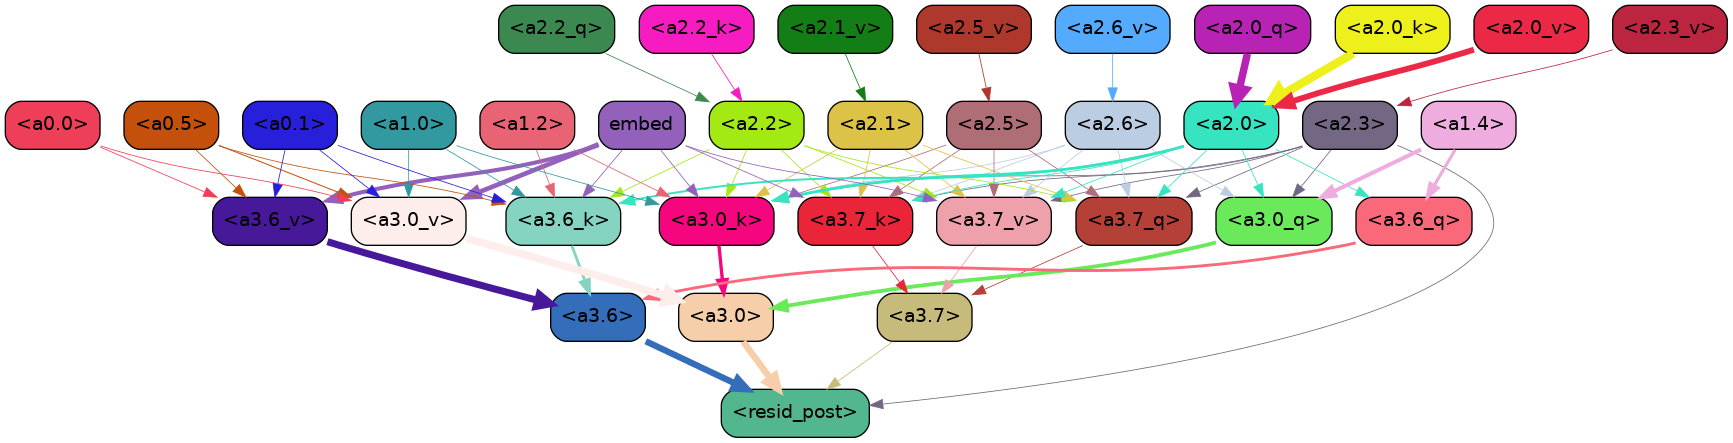 <a2.2_q> <a2.2_k> <a2.1_v> <a2.5_v> <a2.6_v> <a2.0_q> <a2.0_k> <a2.0_v> <a2.3_v>
<a0.0> <a0.5> <a0.1> <a1.0> <a1.2> embed <a2.2> <a2.1> <a2.5> <a2.6> <a2.0> <a2.3> <a1.4>
<a3.6_v> <a3.0_v> <a3.6_k> <a3.0_k> <a3.7_k> <a3.7_v> <a3.7_q> <a3.0_q> <a3.6_q>
<a3.6> <a3.0> <a3.7>
<resid_post>